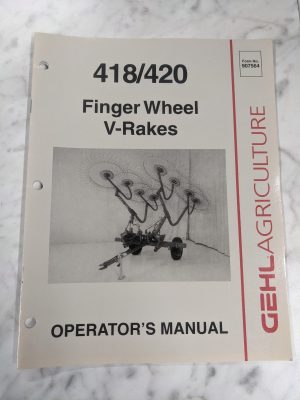 418/420
Form No.
907564
Finger Wheel
V-Rakes
GEHL AGRICULTURE
OPERATOR'S MANUAL